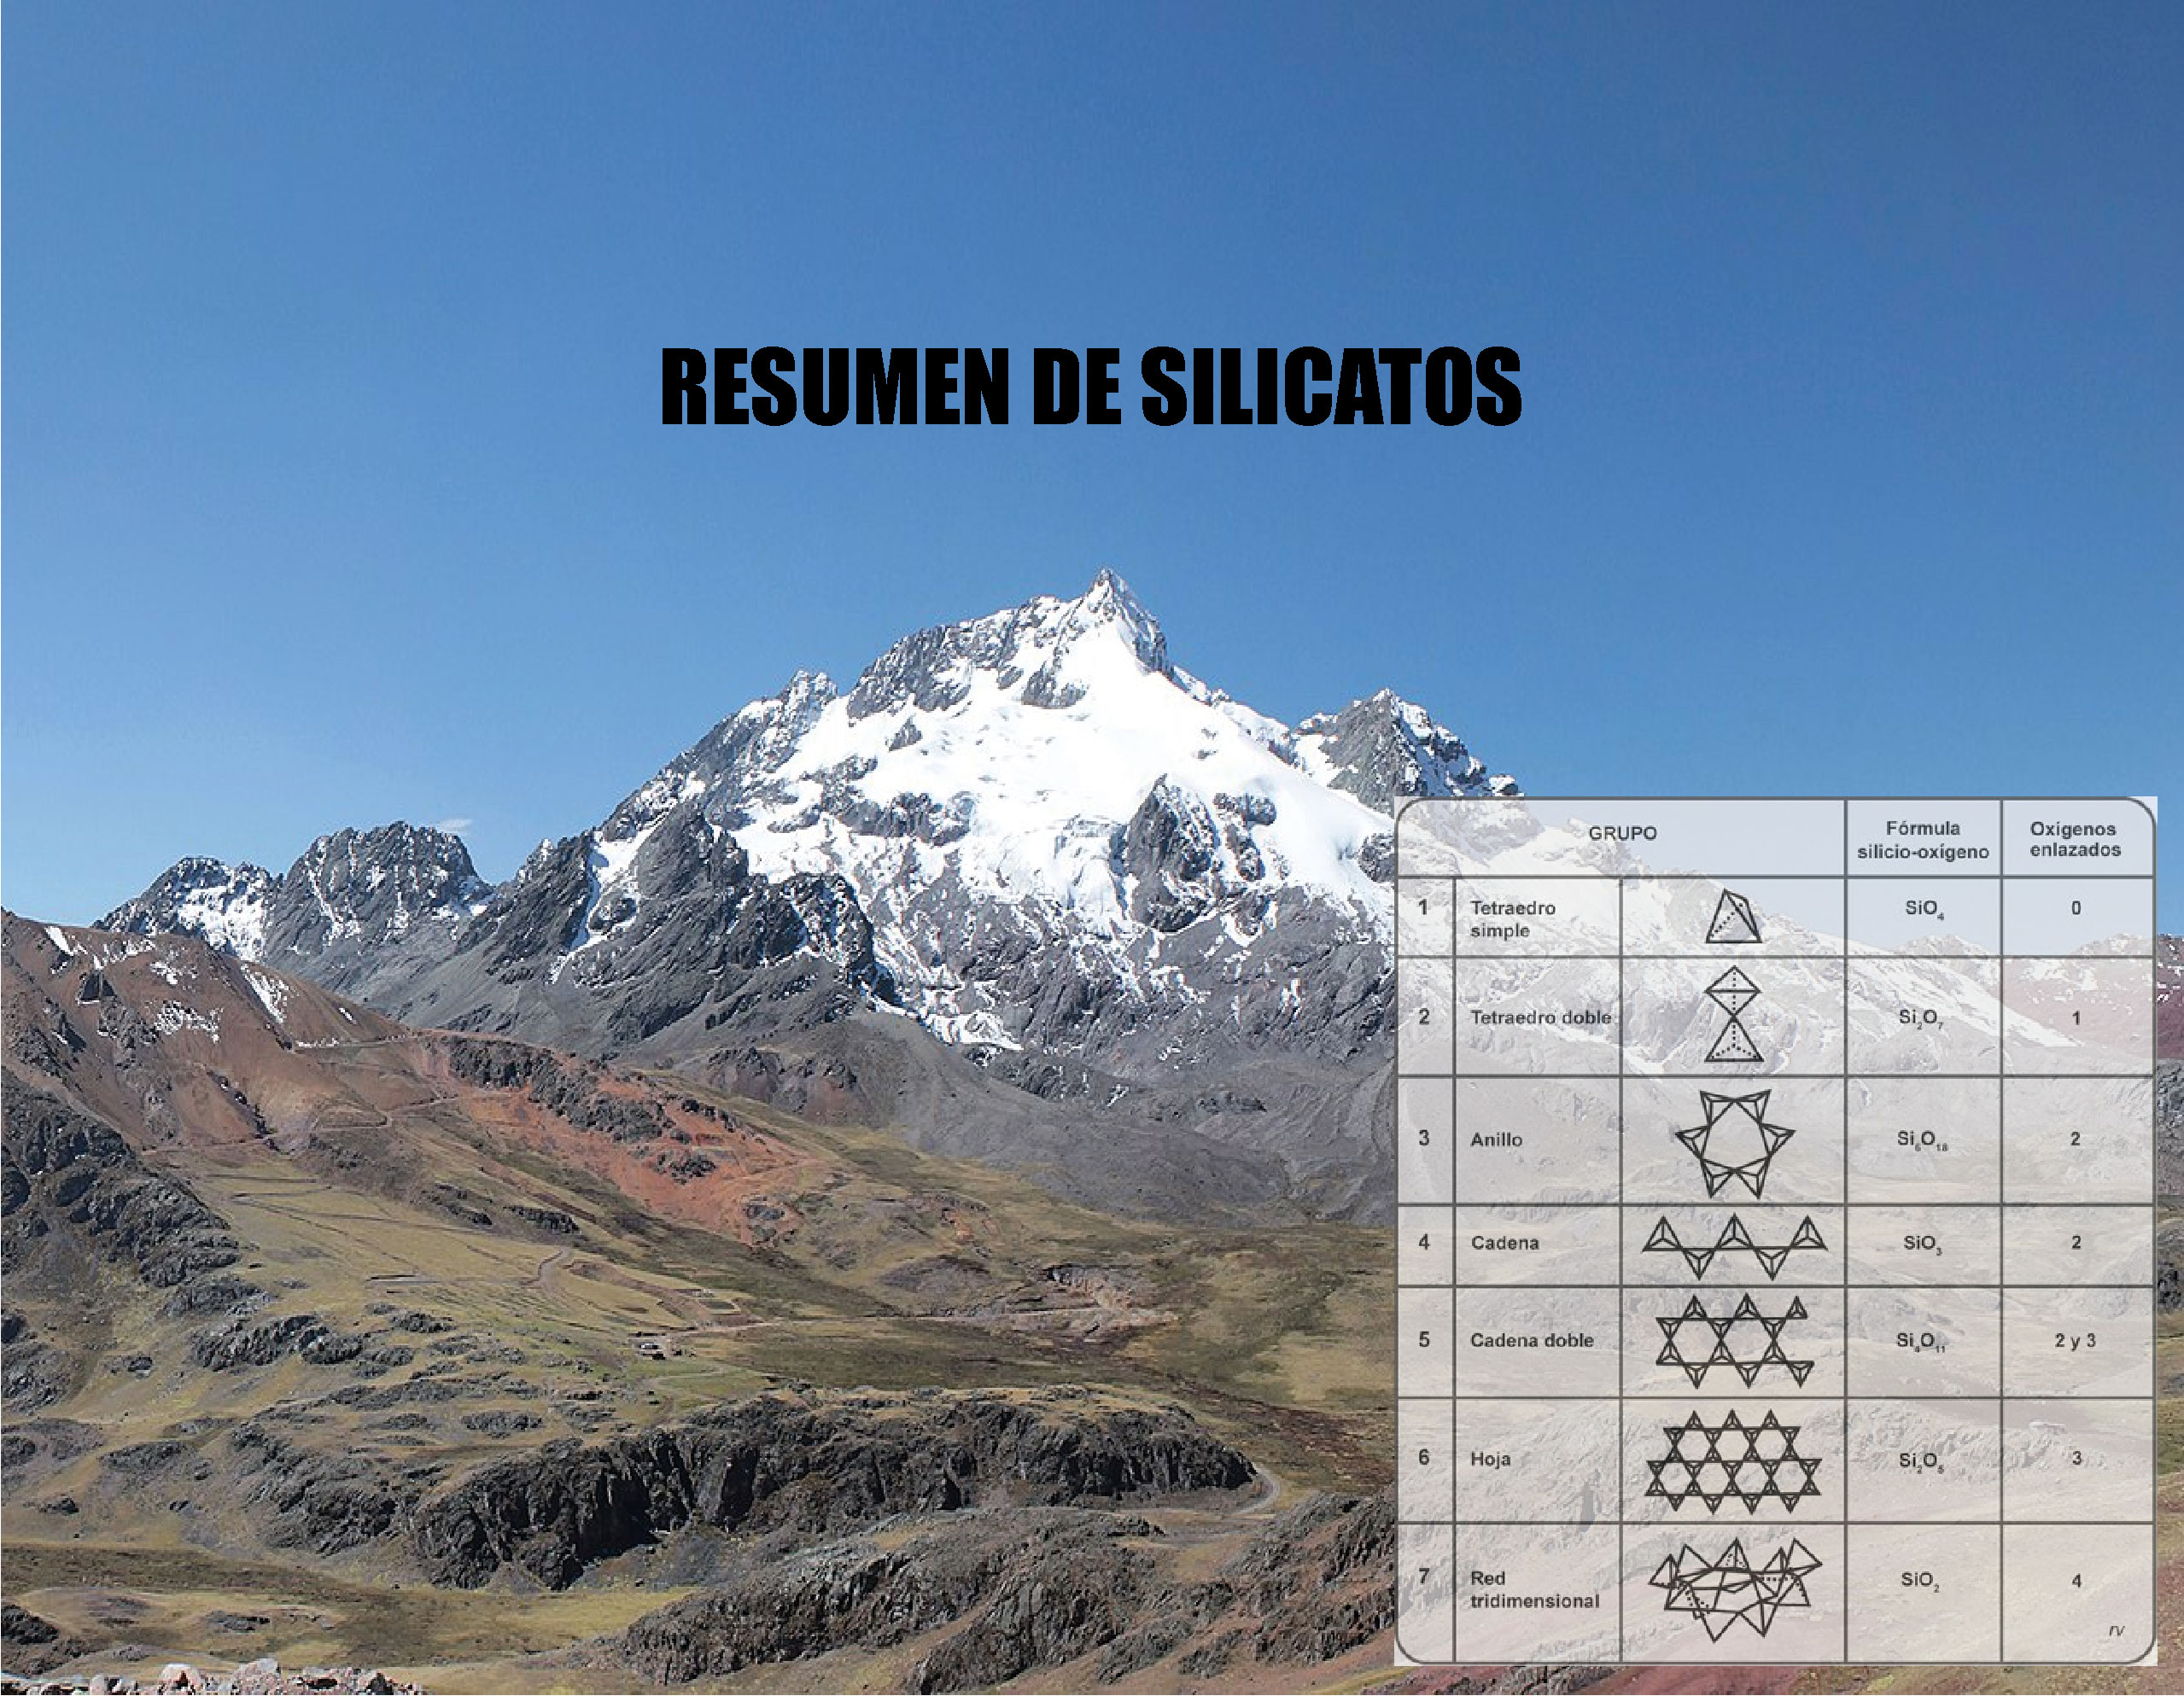 RESUMEN DE SILICATOS
GRUPO
Fórmula
silicio-oxígeno
Oxígenos
enlazados
1
Tetraedro
simple
SiO₄
0
2
Tetraedro doble
Si₂O₇
1
3
Anillo
Si₆O₁₈
2
4
Cadena
SiO₃
2
5
Cadena doble
Si₄O₁₁
2 y 3
6
Hoja
Si₂O₅
3
7
Red
tridimensional
SiO₂
4
rv